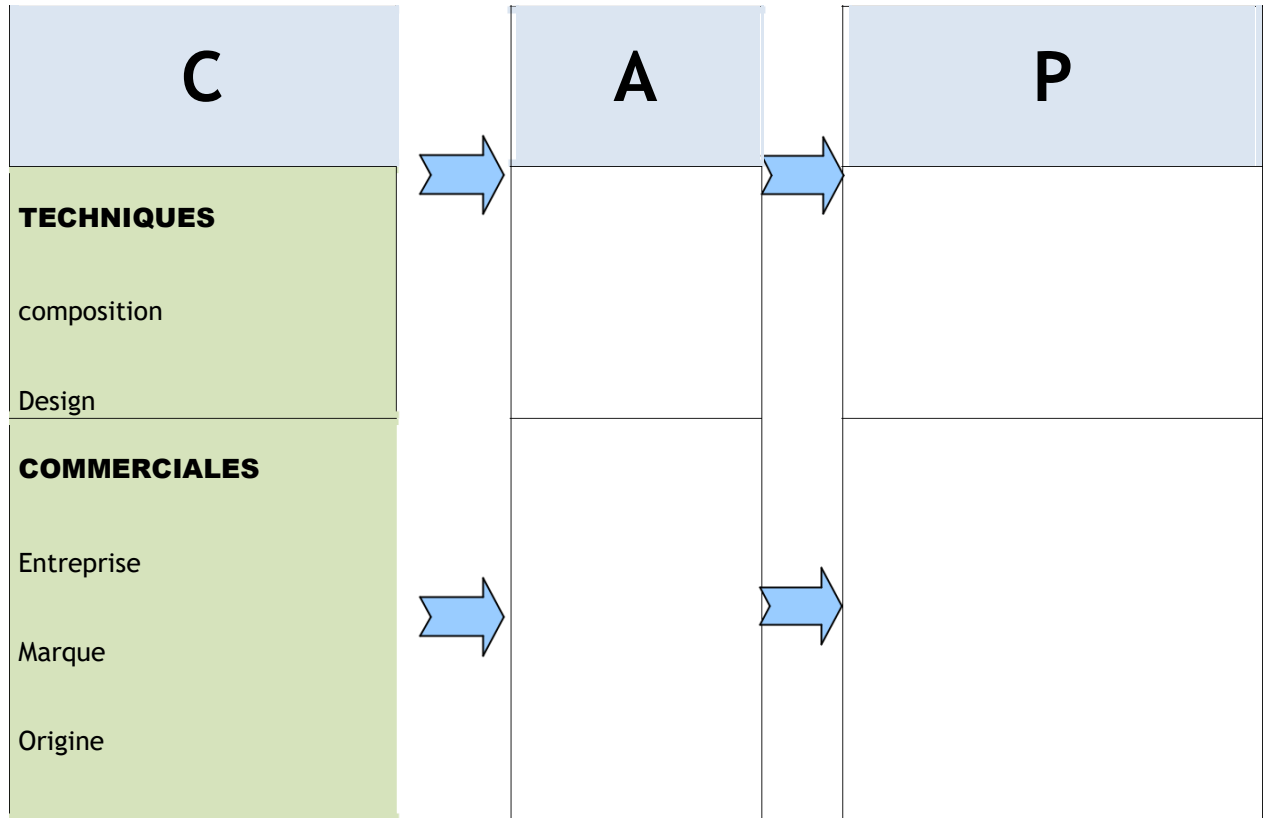 C
A
P
TECHNIQUES
composition
Design
COMMERCIALES
Entreprise
Marque
Origine